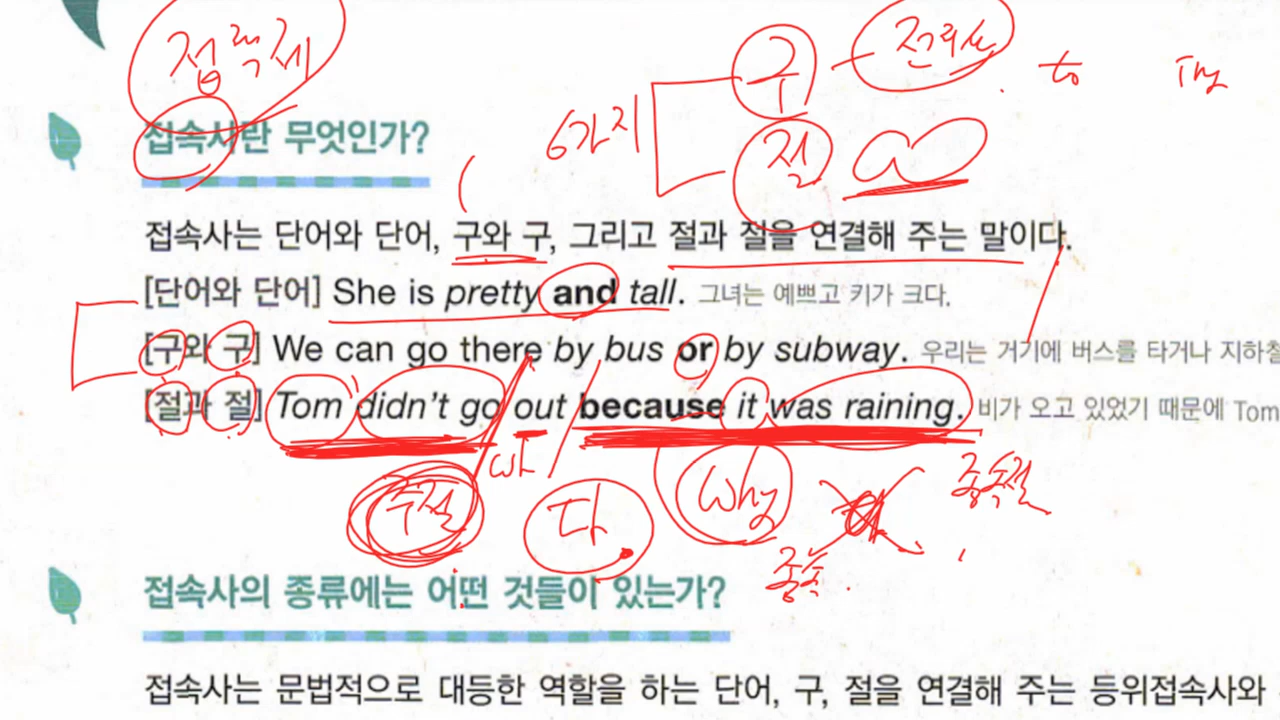 접착제
구 전치사 to ing
6가지
절
접속사란 무엇인가?
접속사는 단어와 단어, 구와 구, 그리고 절과 절을 연결해 주는 말이다.
[단어와 단어] She is pretty and tall. 그녀는 예쁘고 키가 크다.
[구와 구] We can go there by bus or by subway. 우리는 거기에 버스를 타거나 지하철
[절과 절] Tom didn't go out because it was raining. 비가 오고 있었기 때문에 Tom
wh
주절 다. why 종속절
종속
접속사의 종류에는 어떤 것들이 있는가?
접속사는 문법적으로 대등한 역할을 하는 단어, 구, 절을 연결해 주는 등위접속사와